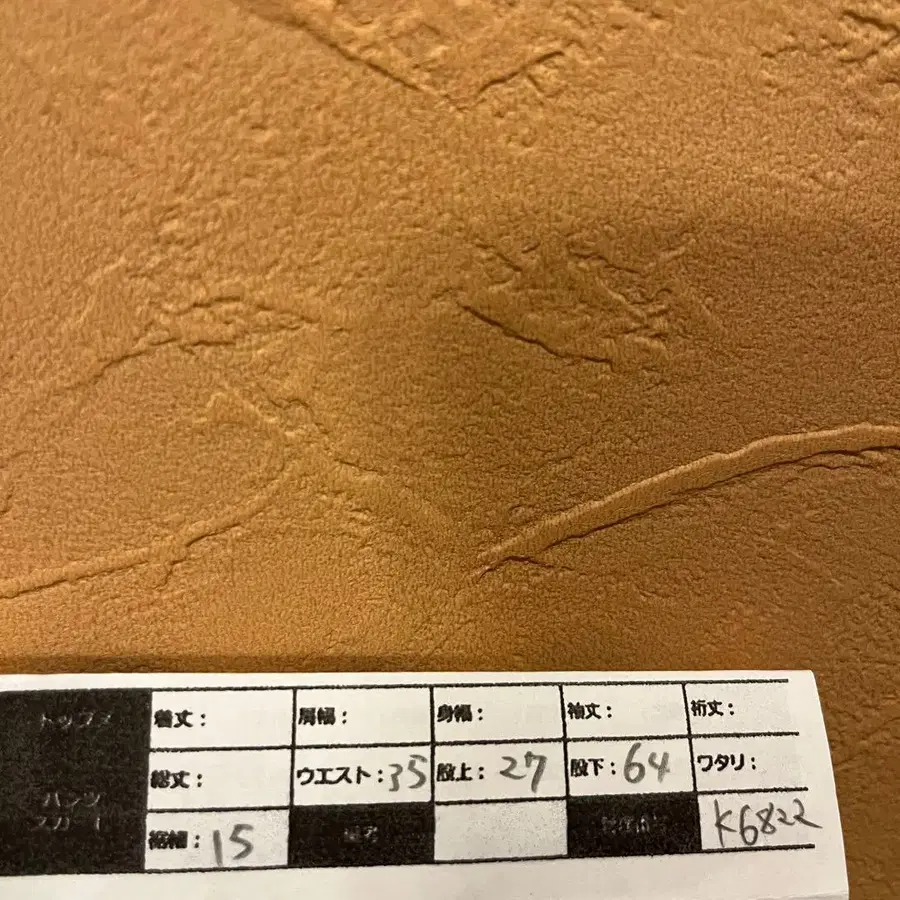 トップス 着丈: 肩幅: 身幅: 袖丈: 裄丈:
総丈: ウエスト:35 股上:27 股下:64 ワタリ:
パンツ
スカート
裾幅:15 K6822